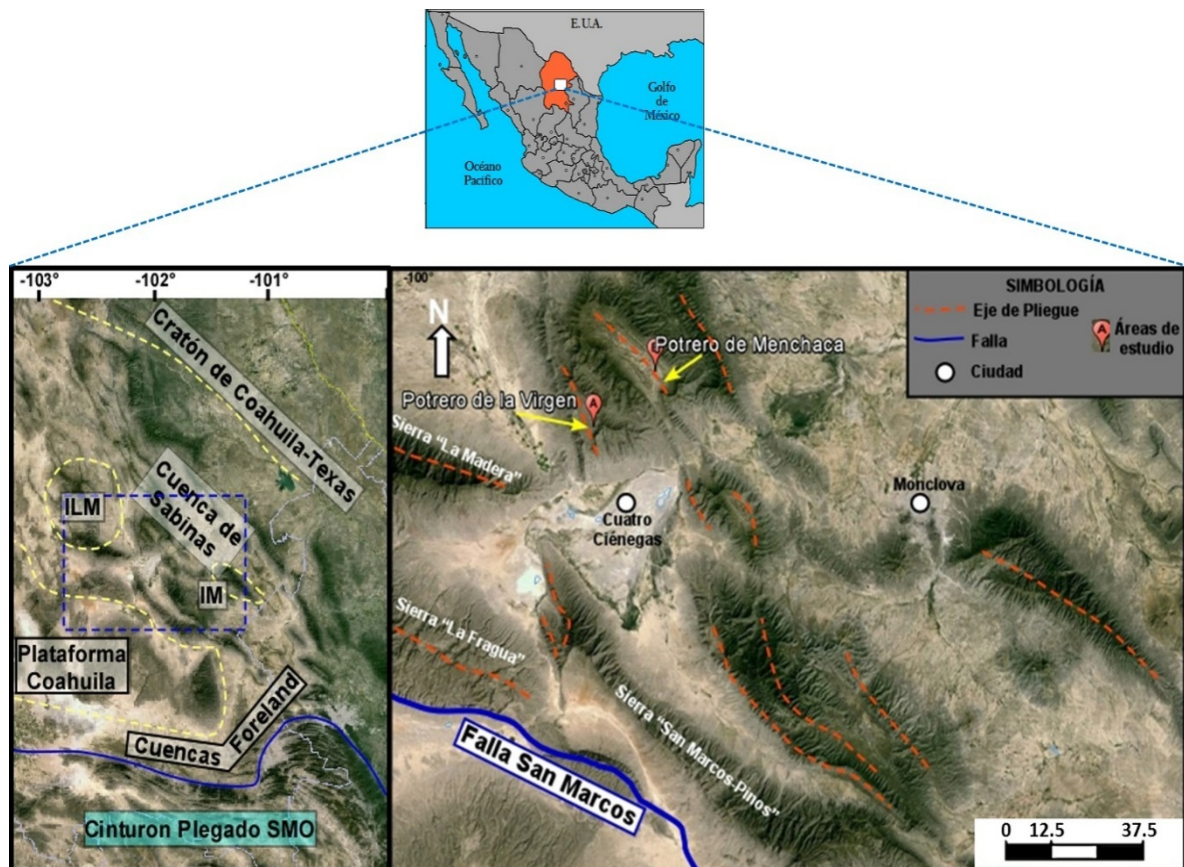 E.U.A.
Golfo
de
México
Océano
Pacífico
-103°
-102°
-101°
Cratón de Coahuila-Texas
Cuenca de
Sabinas
ILM
IM
Plataforma
Coahuila
Cuencas Foreland
Cinturon Plegado SMO
-100°
N
Potrero de Menchaca
Potrero de la Virgen
A
Sierra "La Madera"
Cuatro
Ciénegas
Monclova
Sierra "La Fragua"
Sierra "San Marcos-Pinos"
Falla San Marcos
SIMBOLOGÍA
Eje de Pliegue
Falla
Ciudad
A
Áreas de
estudio
0 12.5 37.5